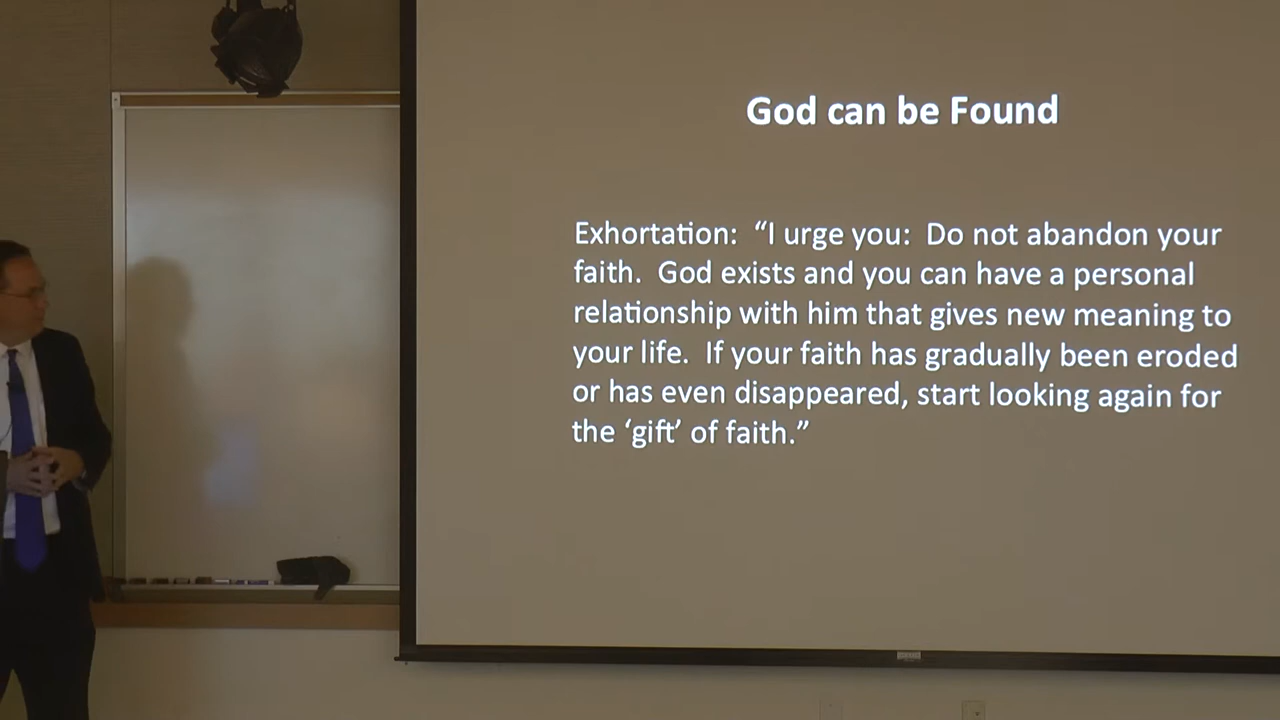 God can be Found
Exhortation:  “I urge you:  Do not abandon your
faith.  God exists and you can have a personal
relationship with him that gives new meaning to
your life.  If your faith has gradually been eroded
or has even disappeared, start looking again for
the ‘gift’ of faith.”